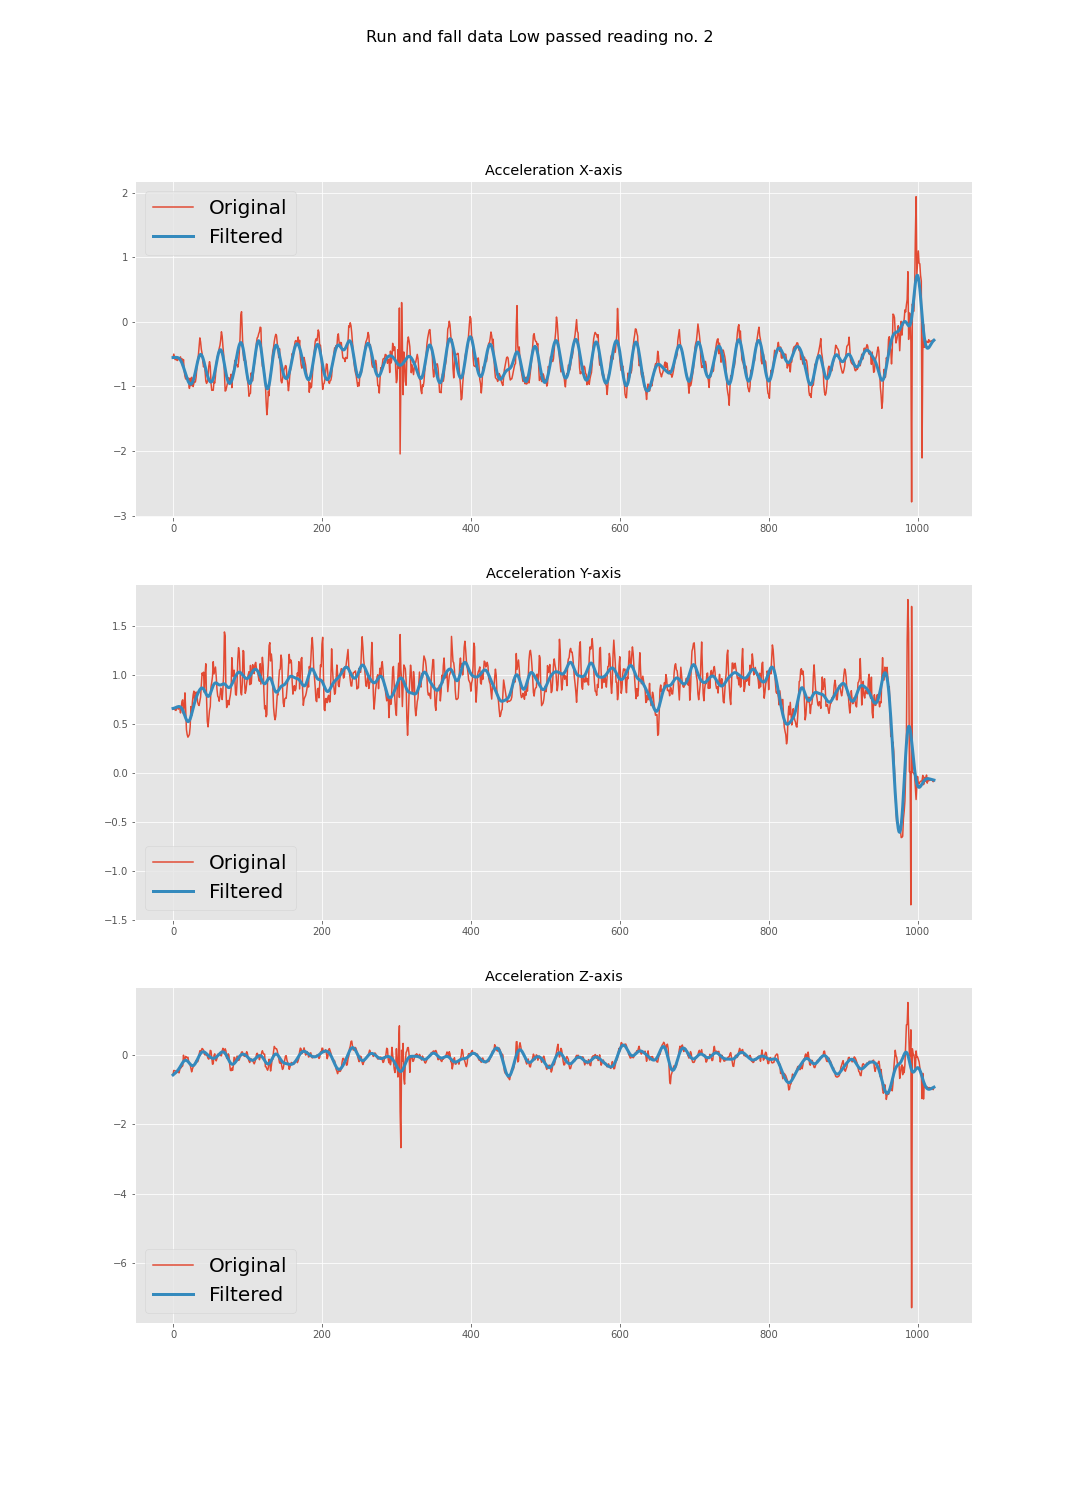 Run and fall data Low passed reading no. 2
Acceleration X-axis
2
1
0
−1
−2
−3
Original
Filtered
0 200 400 600 800 1000
Acceleration Y-axis
1.5
1.0
0.5
0.0
−0.5
−1.0
−1.5
Original
Filtered
0 200 400 600 800 1000
Acceleration Z-axis
0
−2
−4
−6
Original
Filtered
0 200 400 600 800 1000